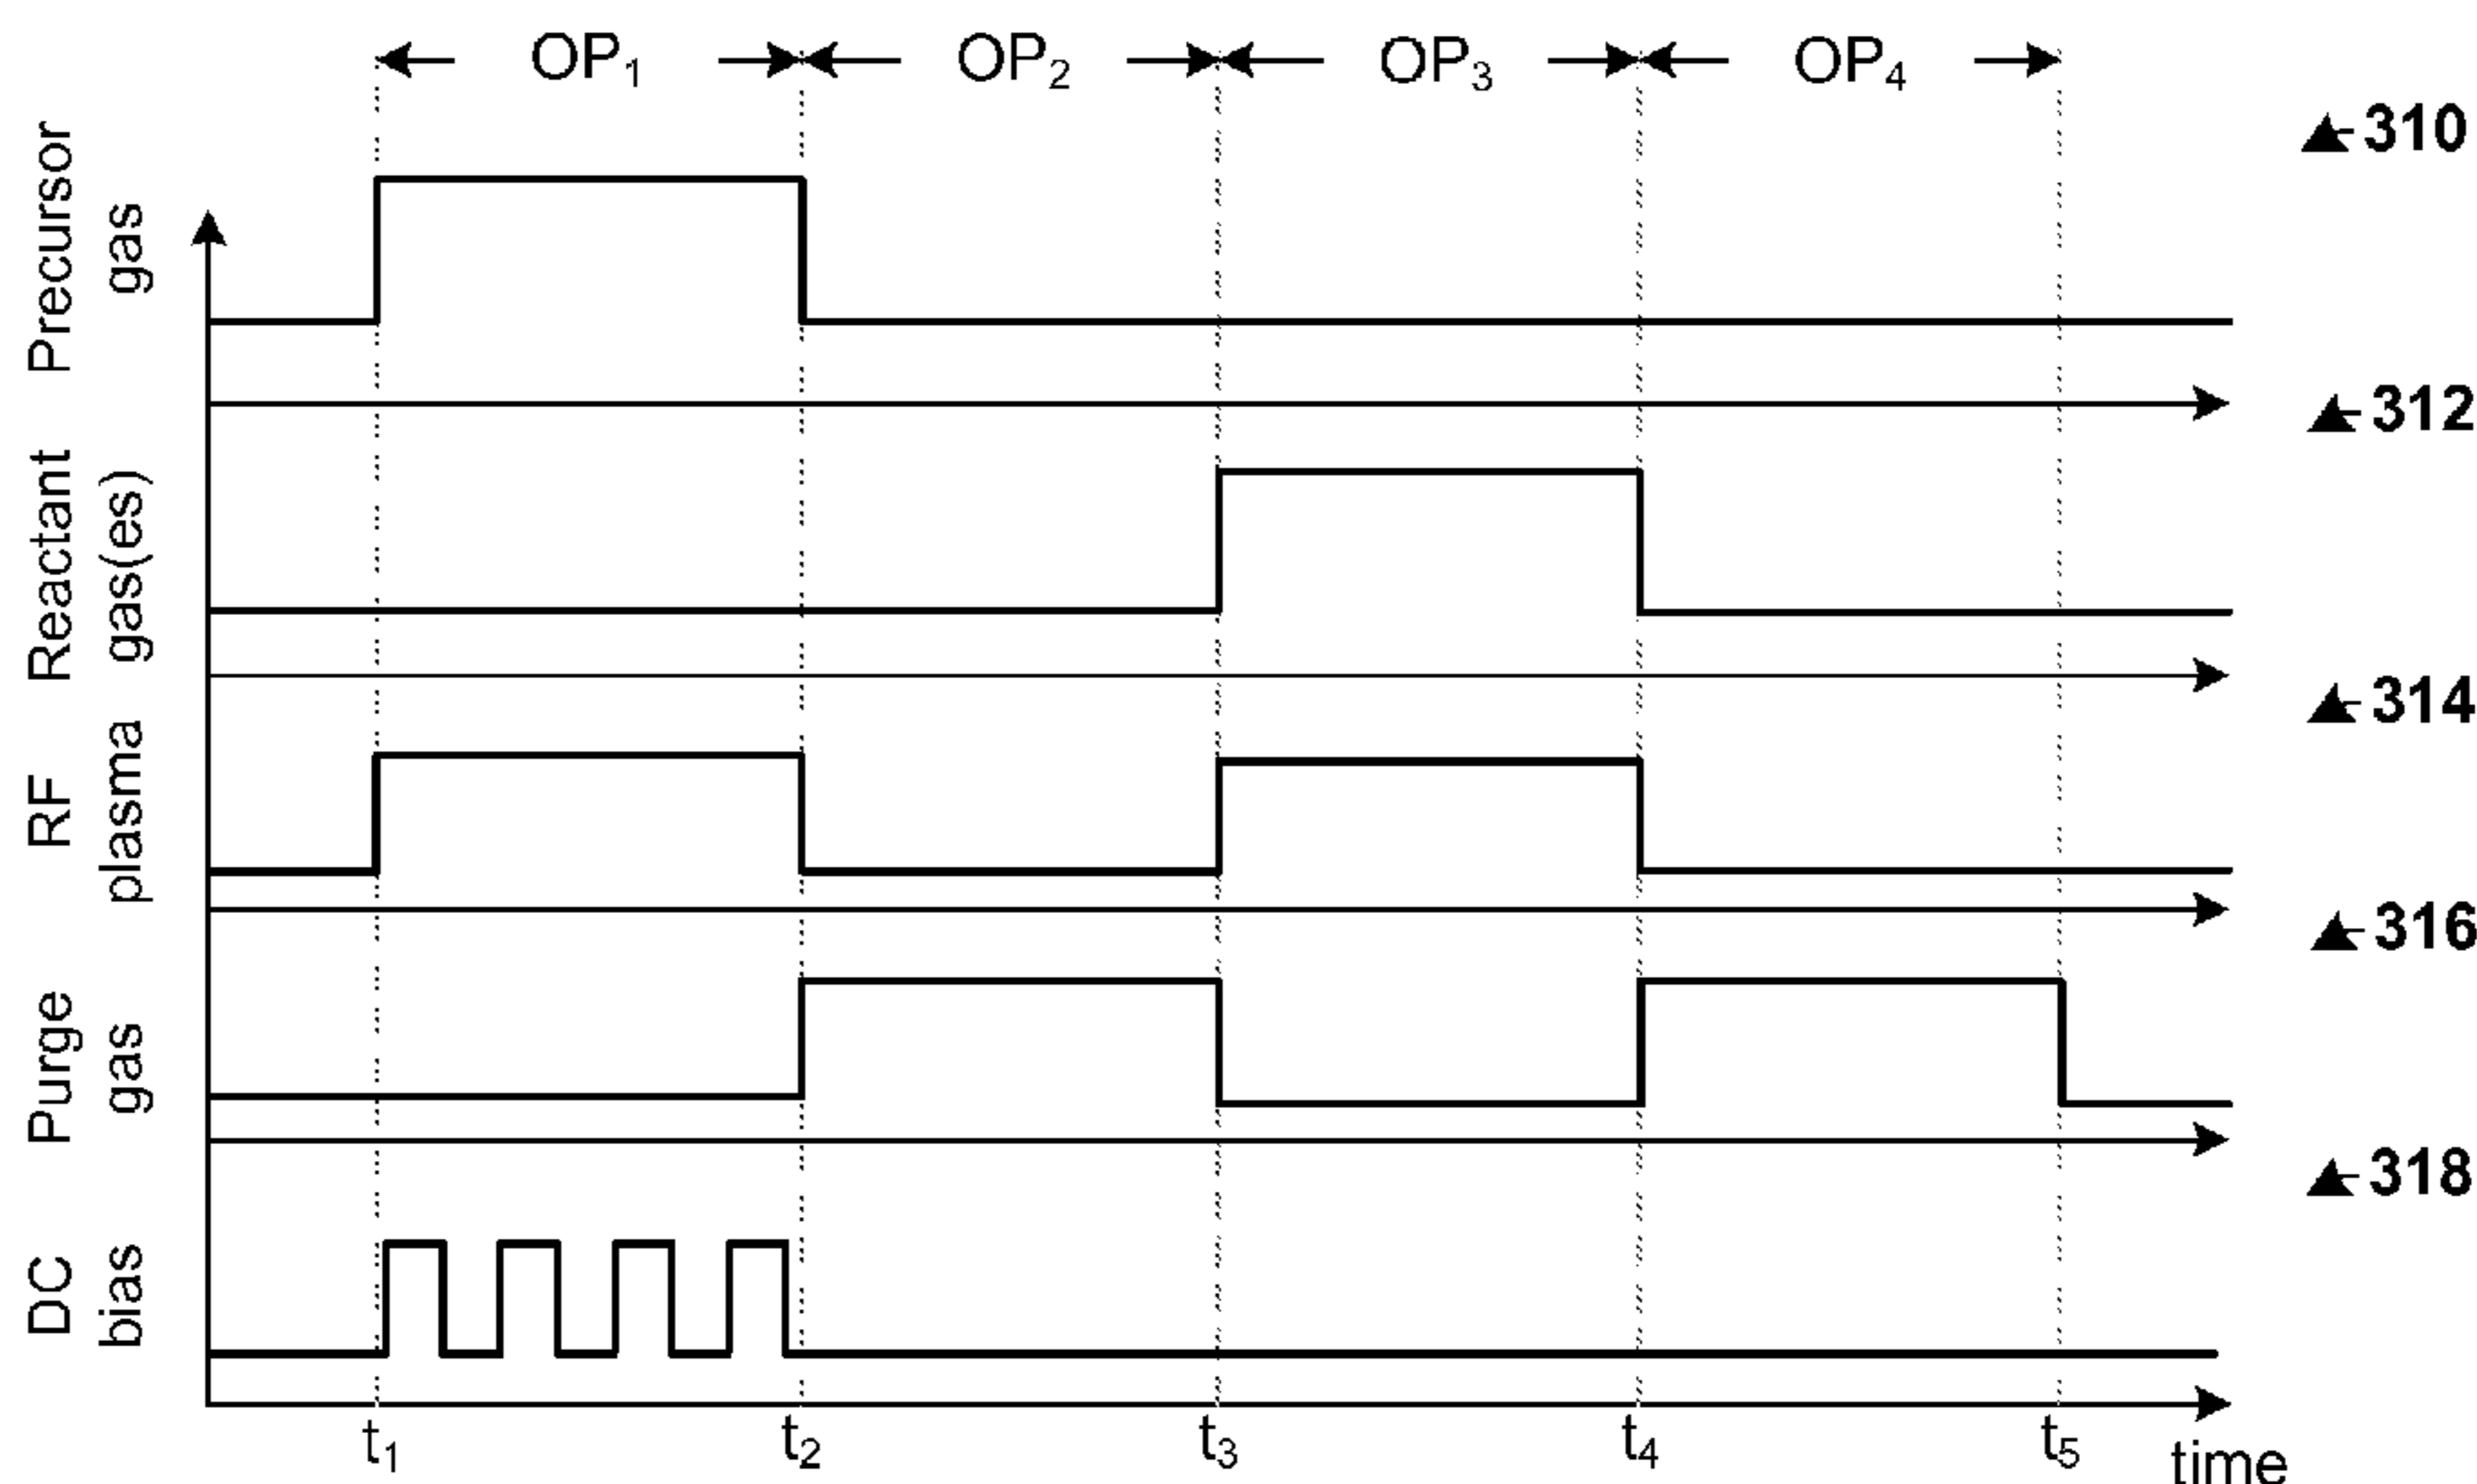 OP₁ OP₂ OP₃ OP₄
310
Precursor
gas
312
Reactant
gas(es)
314
RF
plasma
316
Purge
gas
318
DC
bias
t₁ t₂ t₃ t₄ t₅
time